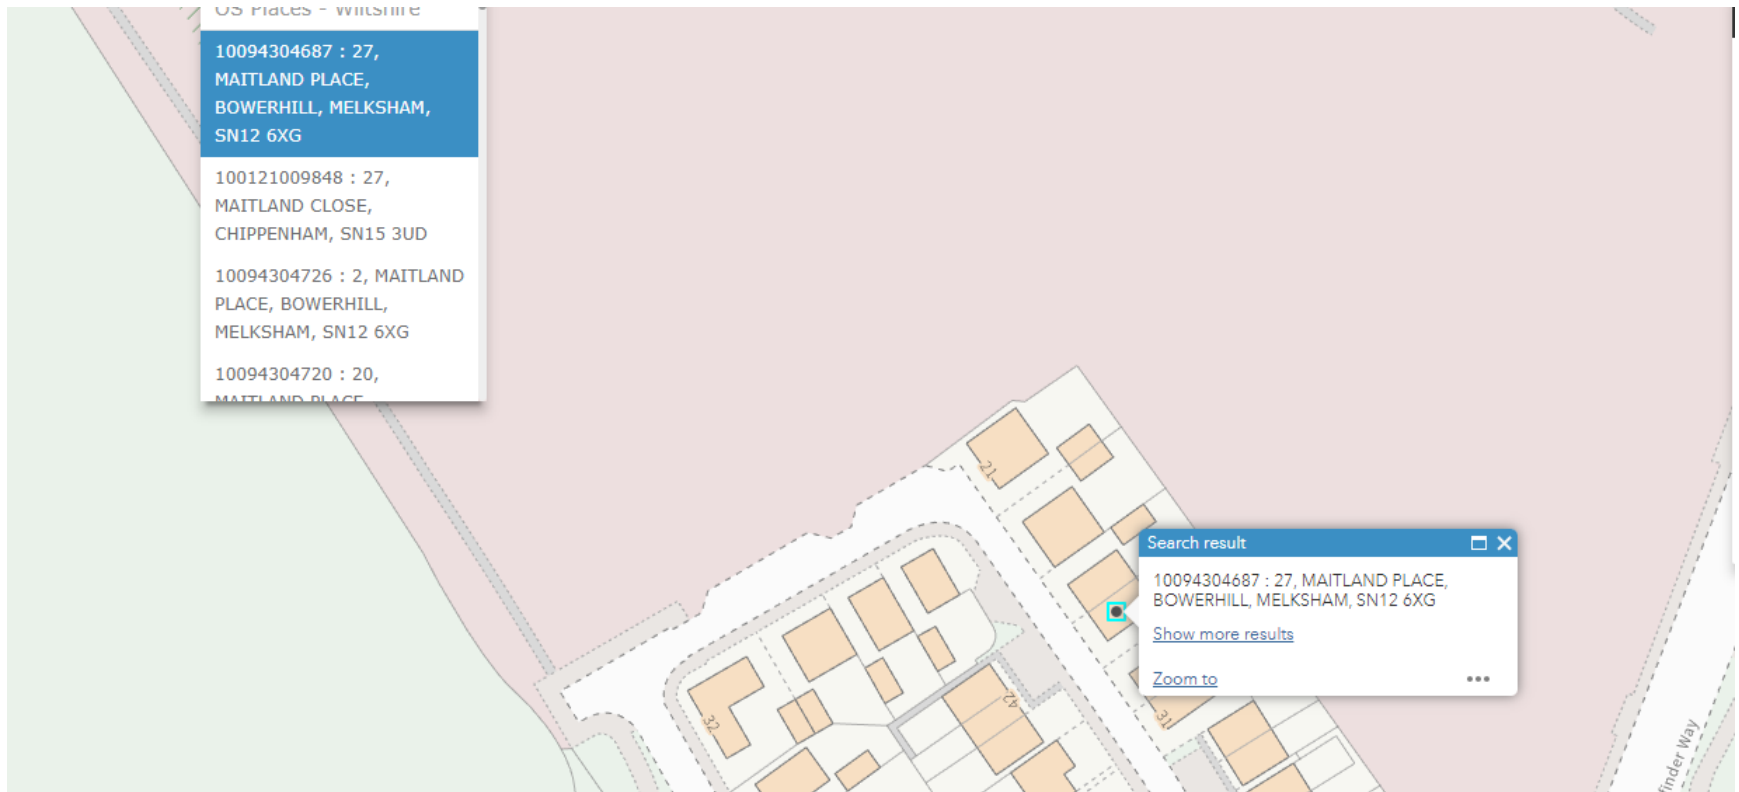 OS Places - Wiltshire
10094304687 : 27,
MAITLAND PLACE,
BOWERHILL, MELKSHAM,
SN12 6XG
100121009848 : 27,
MAITLAND CLOSE,
CHIPPENHAM, SN15 3UD
10094304726 : 2, MAITLAND
PLACE, BOWERHILL,
MELKSHAM, SN12 6XG
10094304720 : 20,
MAITLAND PLACE
21
Search result
10094304687 : 27, MAITLAND PLACE,
BOWERHILL, MELKSHAM, SN12 6XG
Show more results
Zoom to
32
42
31
finder Way